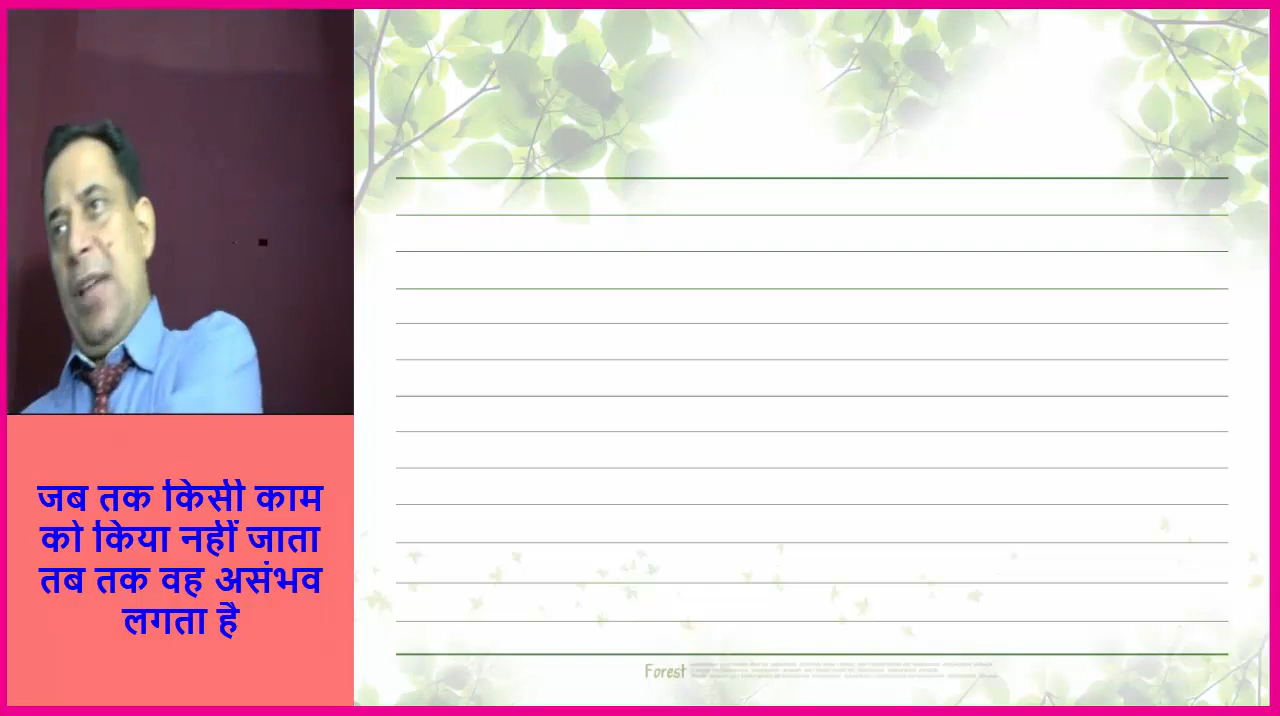 जब तक किसी काम
को किया नहीं जाता
तब तक वह असंभव
लगता है
Forest